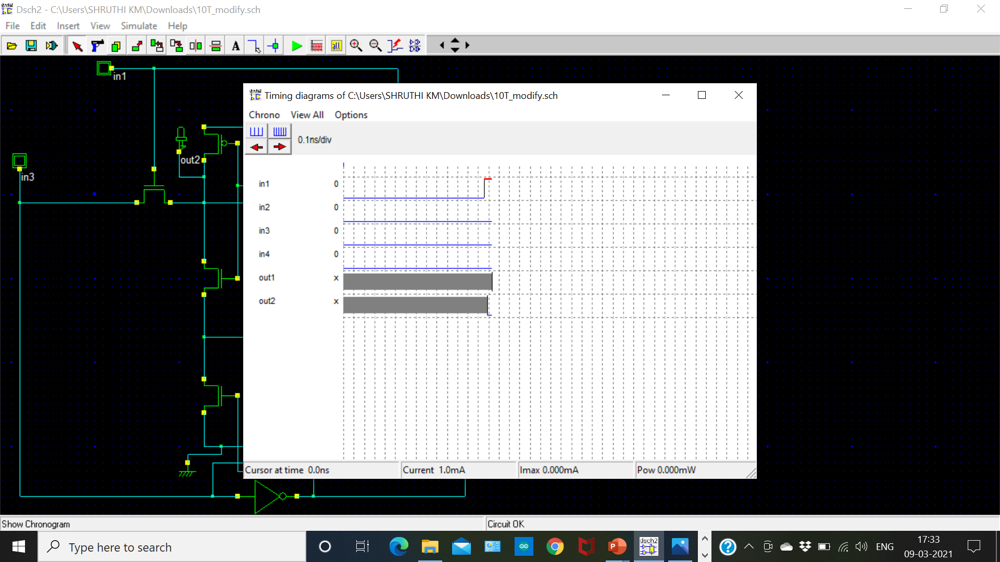 Dsch2 - C:\Users\SHRUTHI KM\Downloads\10T_modify.sch
File Edit Insert View Simulate Help
A
all
in1
Timing diagrams of C:\Users\SHRUTHI KM\Downloads\10T_modify.sch
Chrono View All Options
0.1ns/div
out2
in3
in1 0
in2 0
in3 0
in4 0
out1 x
out2 x
Cursor at time 0.0ns
Current 1.0mA
Imax 0.000mA
Pow 0.000mW
Show Chronogram
Circuit OK
Type here to search
P
dsch2
?
ENG
17:33
09-03-2021